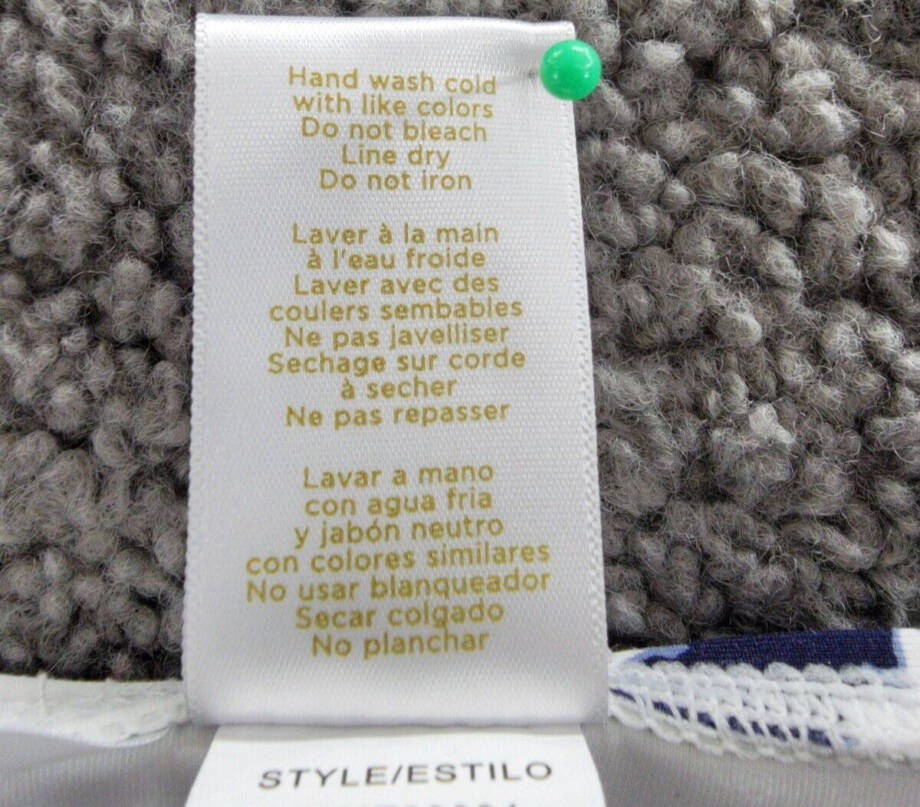 Hand wash cold
with like colors
Do not bleach
Line dry
Do not iron
Laver à la main
à l'eau froide
Laver avec des
coulers sembables
Ne pas javelliser
Sechage sur corde
à secher
Ne pas repasser
Lavar a mano
con agua fria
y jabón neutro
con colores similares
No usar blanqueador
Secar colgado
No planchar
STYLE/ESTILO